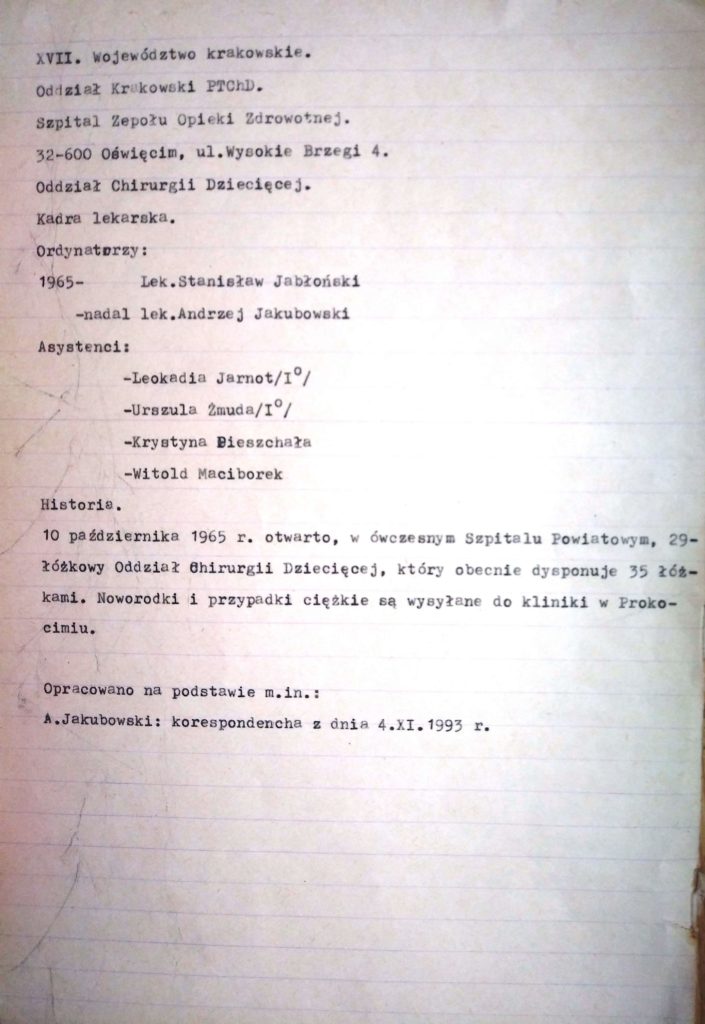 XVII. Województwo krakowskie.
Oddział Krakowski PTChD.
Szpital Zepołu Opieki Zdrowotnej.
32-600 Oświęcim, ul.Wysokie Brzegi 4.
Oddział Chirurgii Dziecięcej.
Kadra lekarska.
Ordynatorzy:
1965- Lek.Stanisław Jabłoński
-nadal lek.Andrzej Jakubowski
Asystenci:
-Leokadia Jarnot/I°/
-Urszula Żmuda/I°/
-Krystyna Pieszchała
-Witold Maciborek
Historia.
10 października 1965 r. otwarto, w ówczesnym Szpitalu Powiatowym, 29-
łóżkowy Oddział Chirurgii Dziecięcej, który obecnie dysponuje 35 łóż-
kami. Noworodki i przypadki ciężkie są wysyłane do kliniki w Proko-
cimiu.
Opracowano na podstawie m.in.:
A.Jakubowski: korespondencha z dnia 4.XI.1993 r.